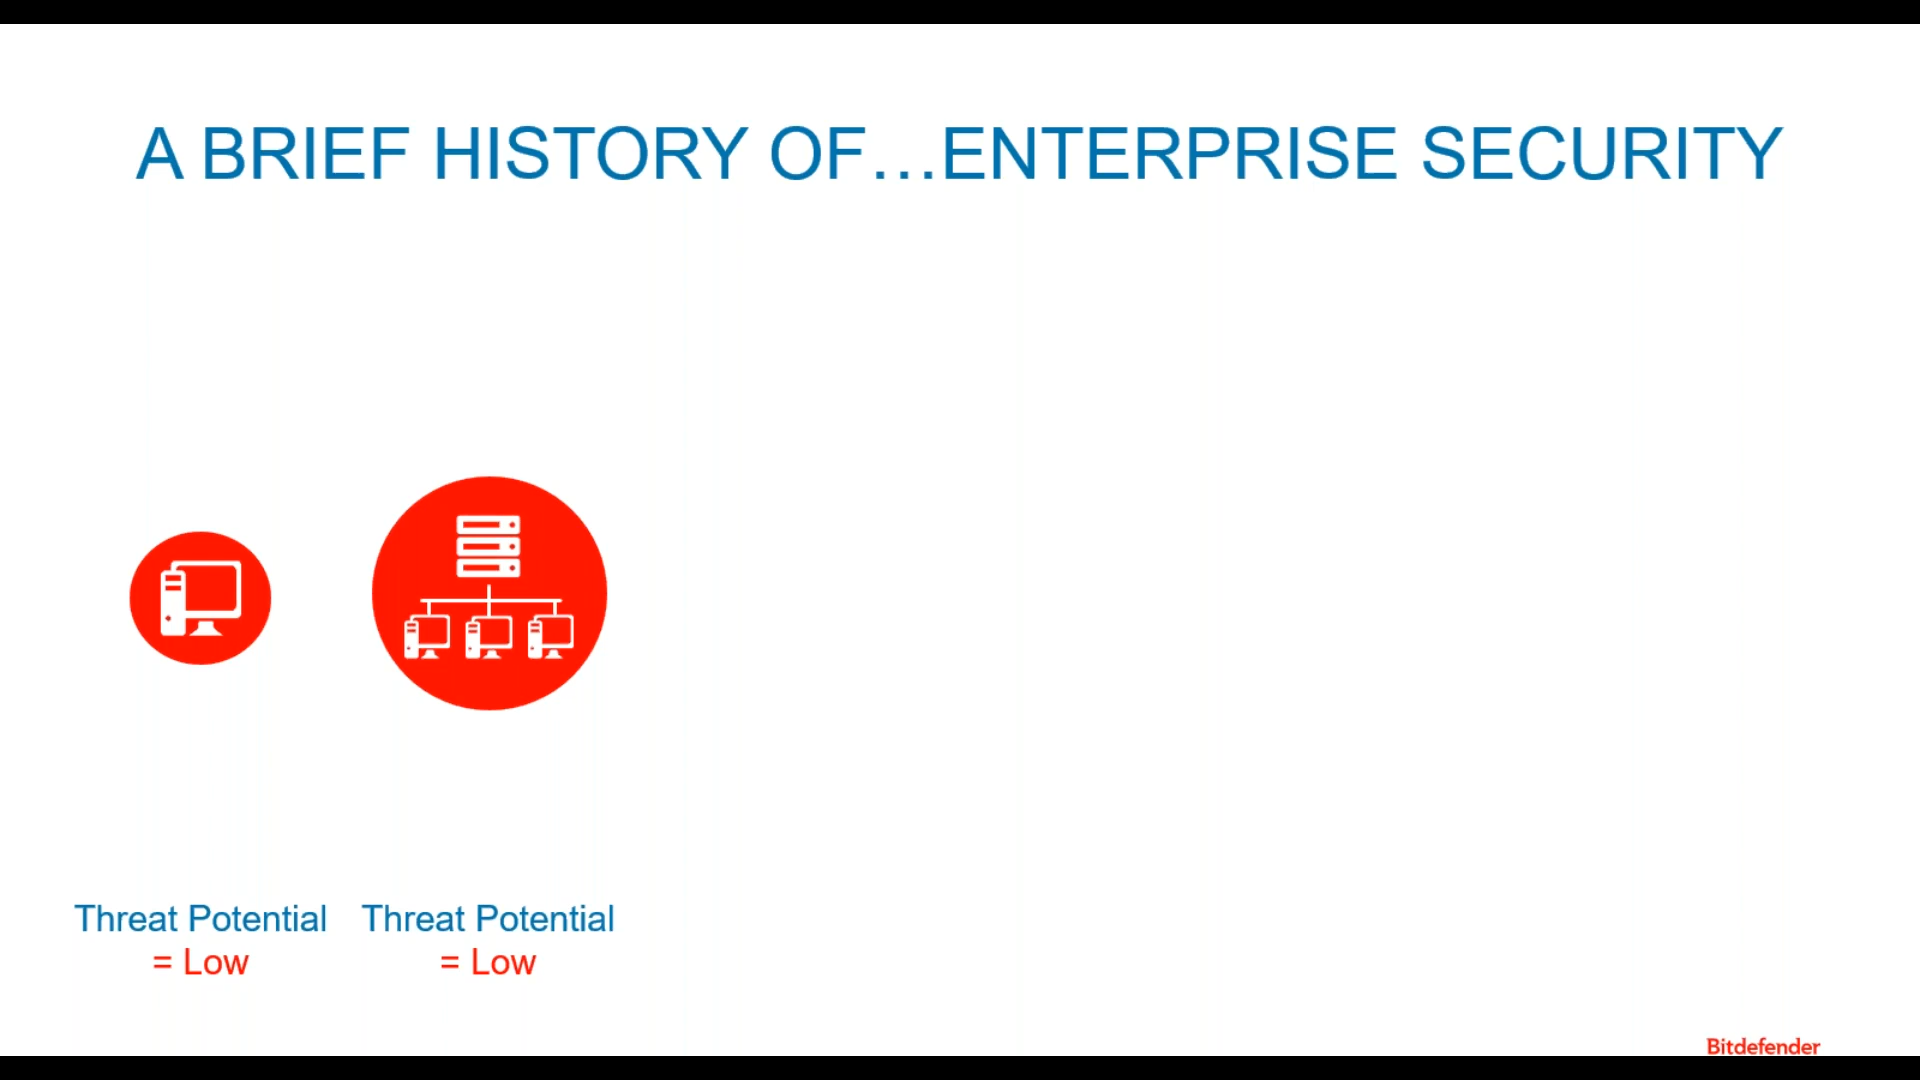 A BRIEF HISTORY OF…ENTERPRISE SECURITY
Threat Potential
= Low
Threat Potential
= Low
Bitdefender